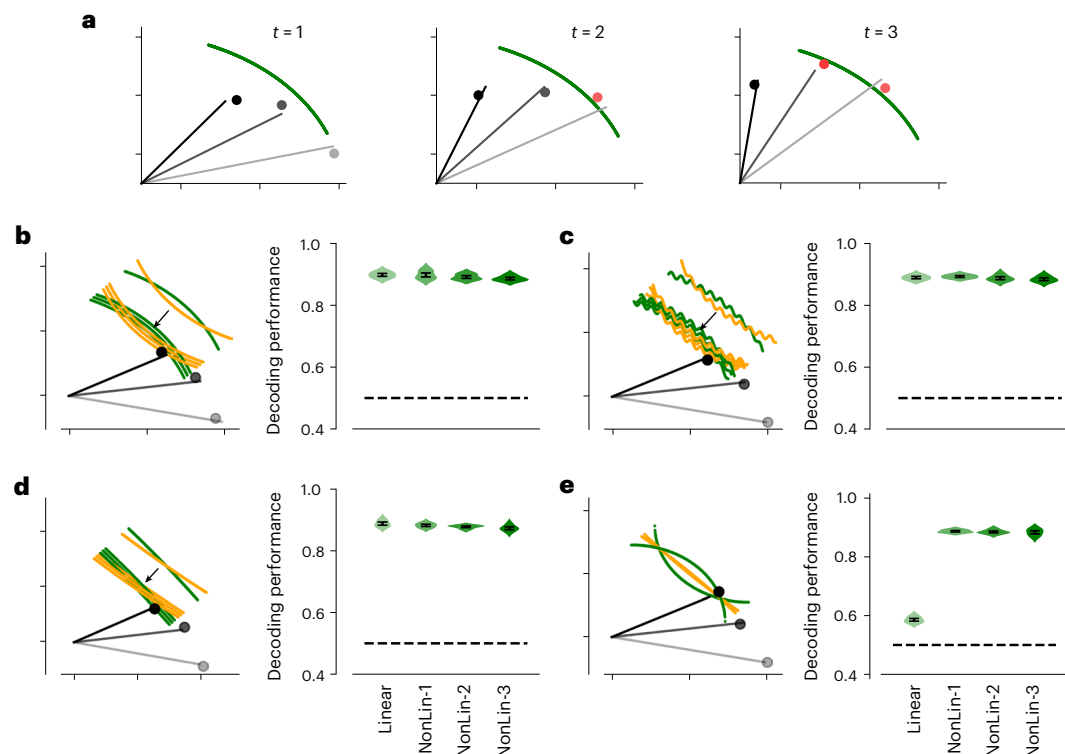 a
t = 1
t = 2
t = 3
b
Decoding performance
1.0
0.8
0.6
0.4
c
Decoding performance
1.0
0.8
0.6
0.4
d
Decoding performance
1.0
0.8
0.6
0.4
Linear
NonLin-1
NonLin-2
NonLin-3
e
Decoding performance
1.0
0.8
0.6
0.4
Linear
NonLin-1
NonLin-2
NonLin-3